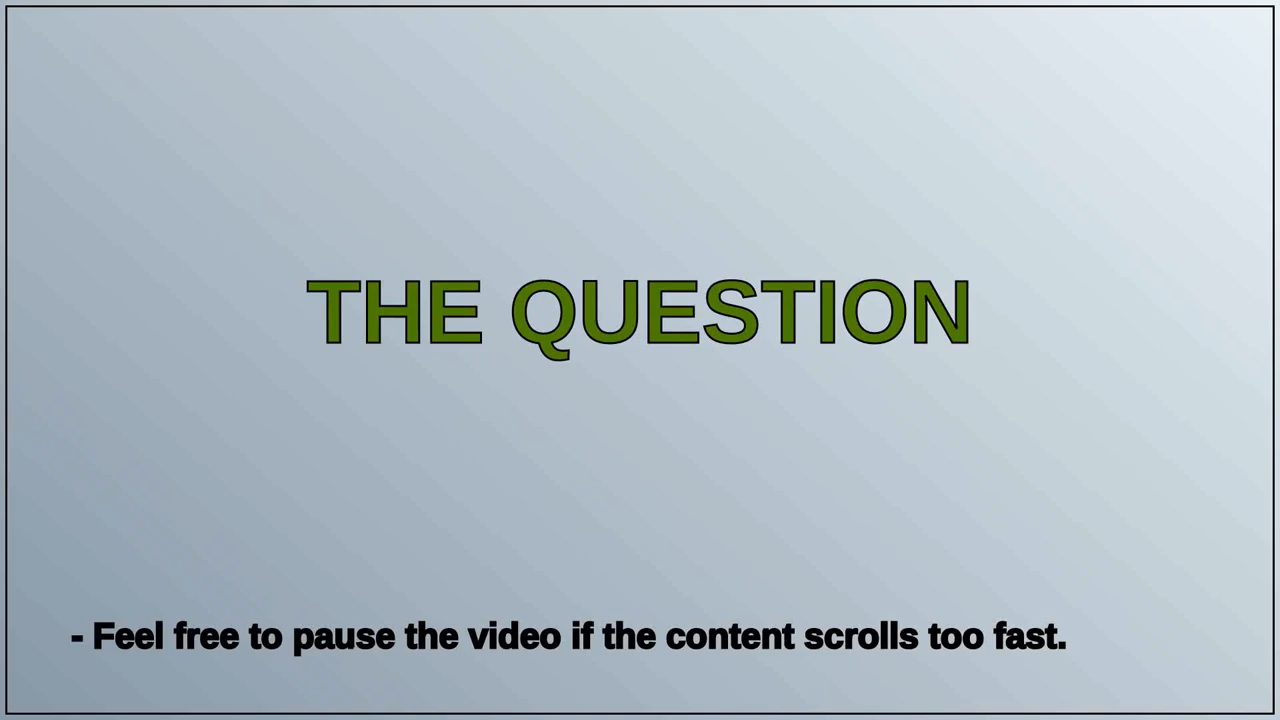 THE QUESTION
- Feel free to pause the video if the content scrolls too fast.